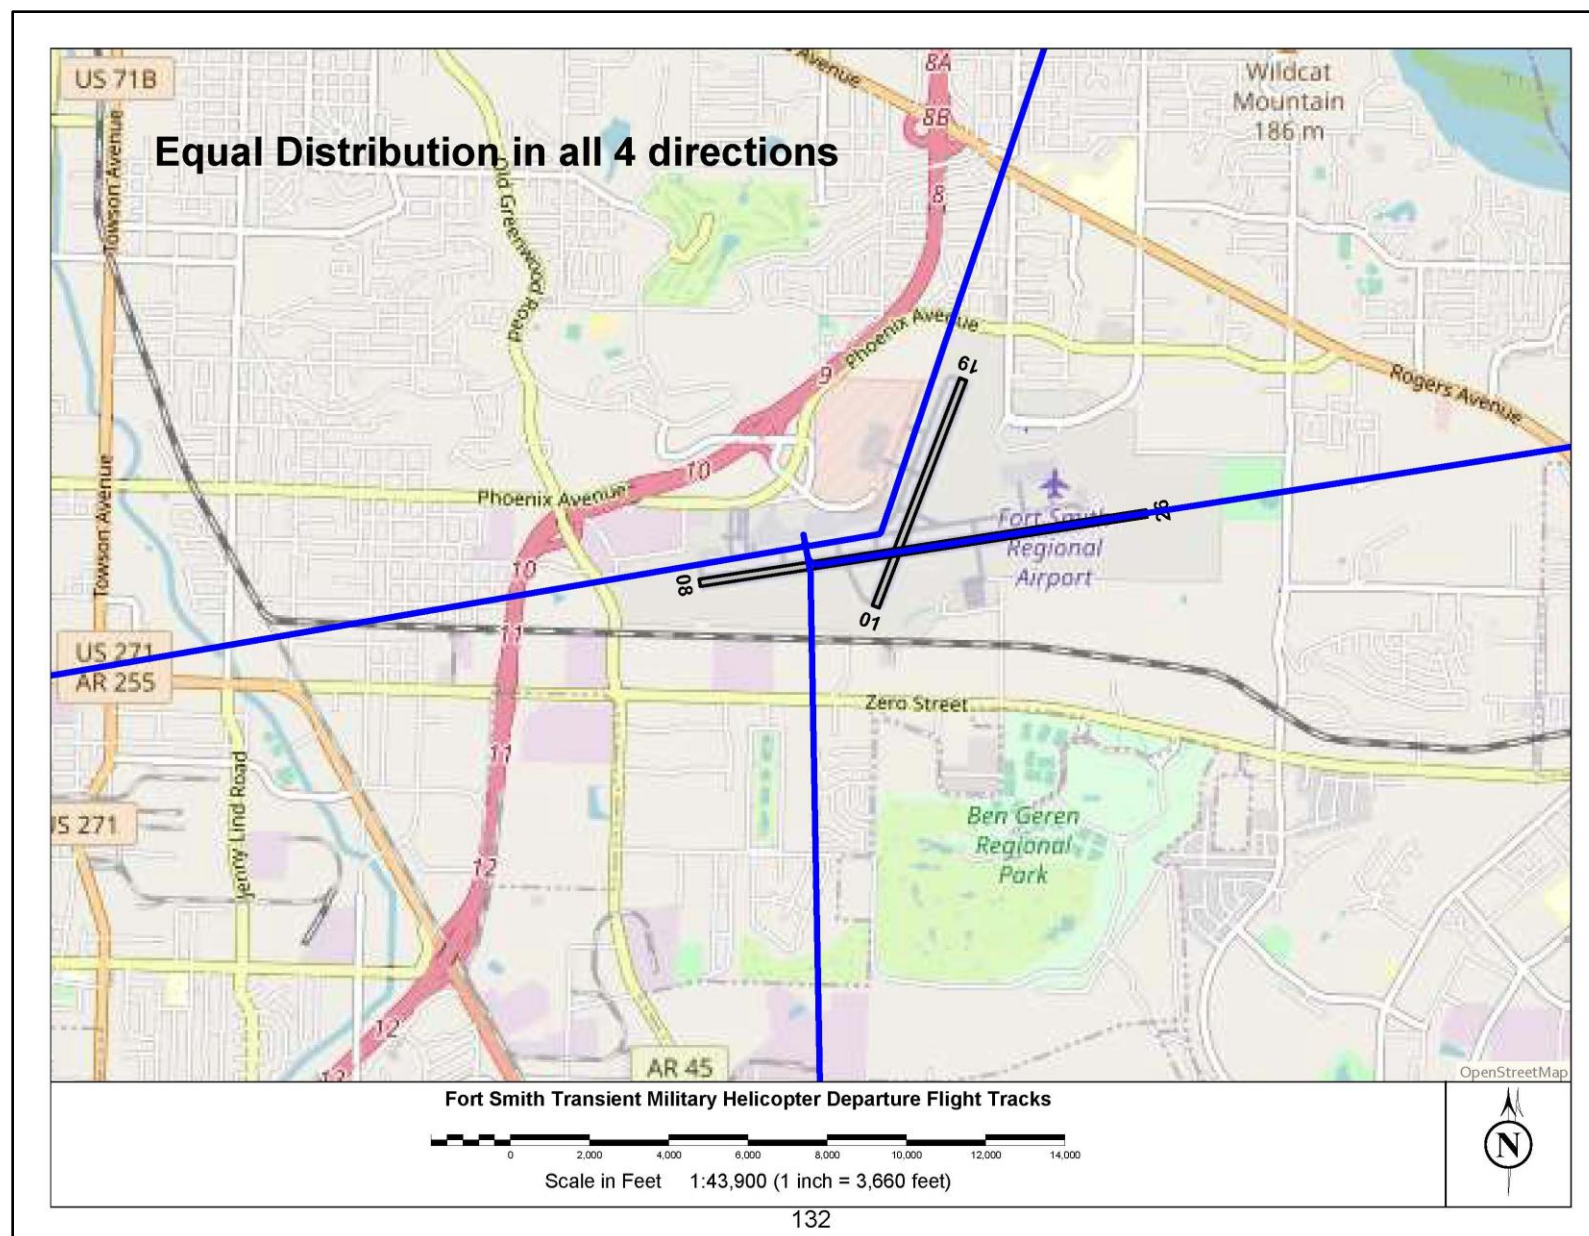 US 71B
Avenue
8A
8B
Wildcat
Mountain
186 m
Equal Distribution in all 4 directions
Towson Avenue
Old Greenwood Road
8
Phoenix Avenue
9
19
Rogers Avenue
10
Phoenix Avenue
Towson Avenue
26
Fort Smith
Regional
Airport
10
08
01
11
US 271
AR 255
Zero Street
11
Jenny Lind Road
US 271
Ben Geren
Regional
Park
12
12
13
AR 45
OpenStreetMap
Fort Smith Transient Military Helicopter Departure Flight Tracks
0 2,000 4,000 6,000 8,000 10,000 12,000 14,000
Scale in Feet 1:43,900 (1 inch = 3,660 feet)
N
132